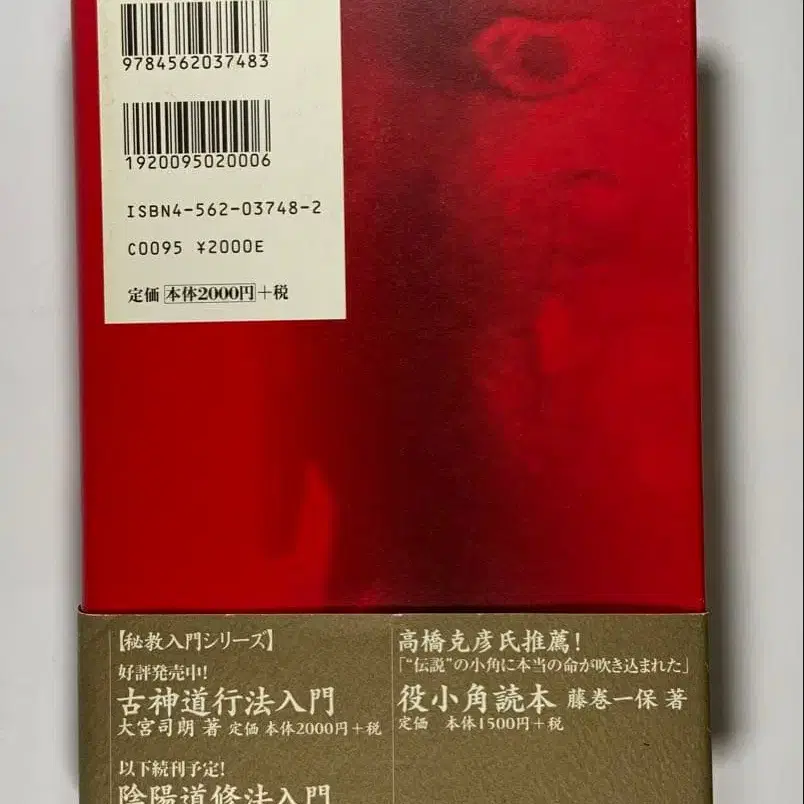 9784562037483
1920095020006
ISBN4-562-03748-2
C0095 ¥2000E
定価 本体2000円+税
【秘教入門シリーズ】
好評発売中!
古神道行法入門
大宮司朗 著 定価 本体2000円+税
以下続刊予定!
陰陽道修法入門
高橋克彦氏推薦!
「“伝説”の小角に本当の命が吹き込まれた」
役小角読本 藤巻一保 著
定価 本体1500円+税